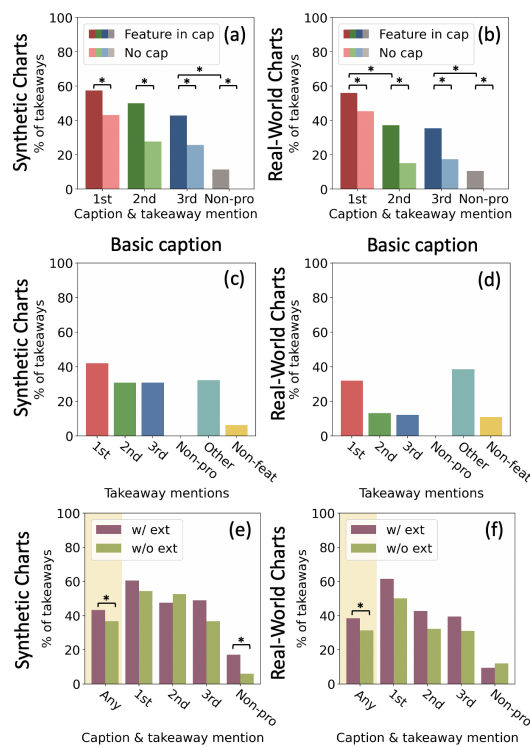 100
80
60
40
20
0
Synthetic Charts
% of takeaways
Feature in cap
No cap
(a)
*
*
*
*
*
1st
2nd
3rd
Non-pro
Caption & takeaway mention
100
80
60
40
20
0
Real-World Charts
% of takeaways
Feature in cap
No cap
(b)
*
*
*
*
*
*
1st
2nd
3rd
Non-pro
Caption & takeaway mention
Basic caption
100
80
60
40
20
0
Synthetic Charts
% of takeaways
(c)
1st
2nd
3rd
Non-pro
Other
Non-feat
Takeaway mentions
Basic caption
100
80
60
40
20
0
Real-World Charts
% of takeaways
(d)
1st
2nd
3rd
Non-pro
Other
Non-feat
Takeaway mentions
100
80
60
40
20
0
Synthetic Charts
% of takeaways
w/ ext
w/o ext
(e)
*
*
Any
1st
2nd
3rd
Non-pro
Caption & takeaway mention
100
80
60
40
20
0
Real-World Charts
% of takeaways
w/ ext
w/o ext
(f)
*
Any
1st
2nd
3rd
Non-pro
Caption & takeaway mention